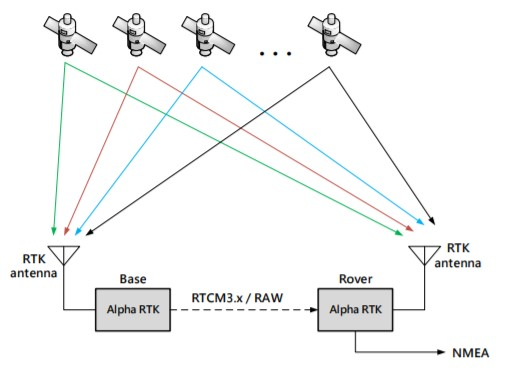 RTK
antenna
Base
Alpha RTK
RTCM3.x / RAW
Rover
Alpha RTK
RTK
antenna
NMEA